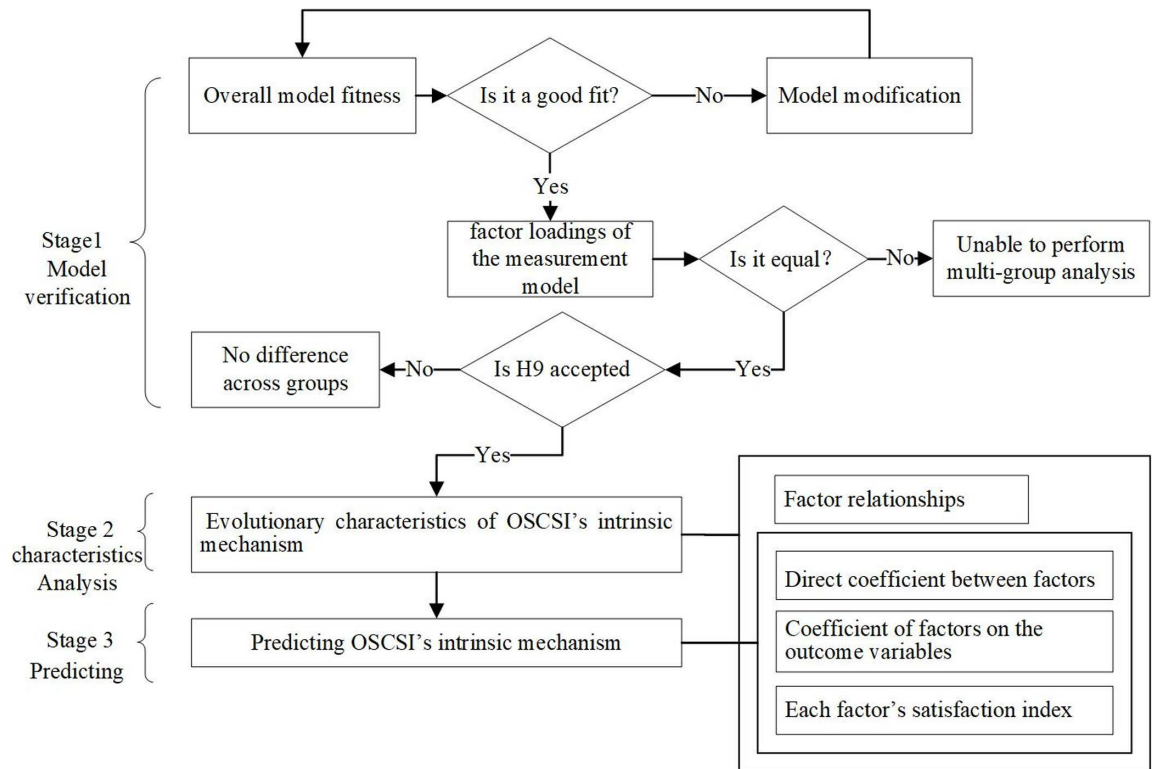 Overall model fitness
Is it a good fit?
No
Model modification
Yes
Stage1
Model
verification
factor loadings of
the measurement
model
Is it equal?
No
Unable to perform
multi-group analysis
No difference
across groups
No
Is H9 accepted
Yes
Yes
Stage 2
characteristics
Analysis
Evolutionary characteristics of OSCSI's intrinsic
mechanism
Factor relationships
Direct coefficient between factors
Stage 3
Predicting
Predicting OSCSI's intrinsic mechanism
Coefficient of factors on the
outcome variables
Each factor's satisfaction index